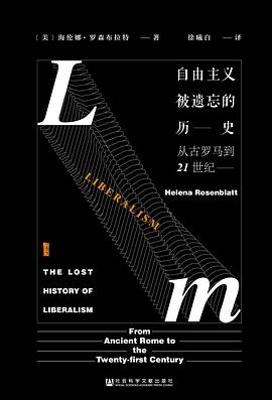 [美] 海伦娜·罗森布拉特 — 著 徐曦白 — 译
L
自由主义
被遗忘的
历 — 史
从古罗马到
21 世纪 —
Helena Rosenblatt
LIBERALISM
THE LOST
HISTORY OF
LIBERALISM
m
From
Ancient Rome to
the
Twenty-first Century
社会科学文献出版社